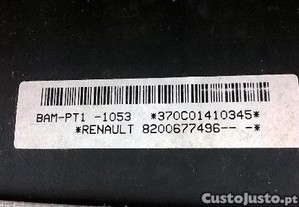 BAM-PT1 -1053 *370C01410345*
*RENAULT 8200677496-- -*
CustoJusto.pt